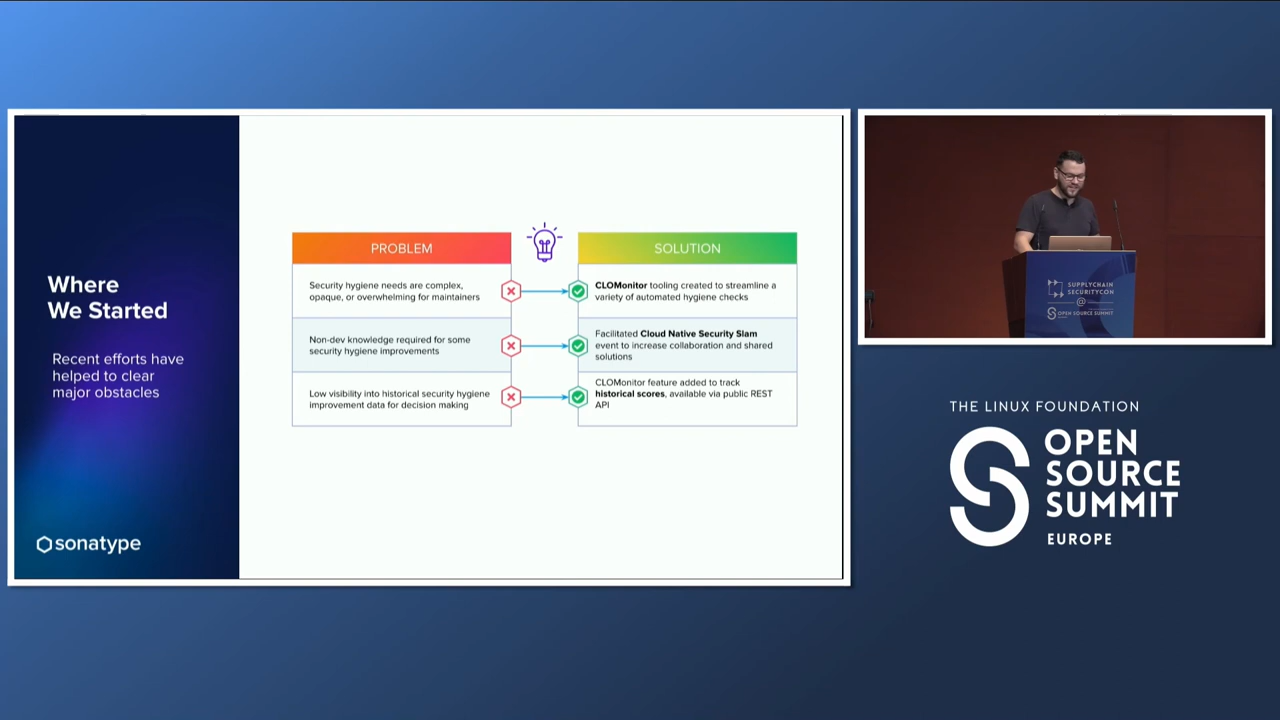 Where
We Started
Recent efforts have
helped to clear
major obstacles
sonatype
PROBLEM
SOLUTION
Security hygiene needs are complex,
opaque, or overwhelming for maintainers
CLOMonitor tooling created to streamline a
variety of automated hygiene checks
Non-dev knowledge required for some
security hygiene improvements
Facilitated Cloud Native Security Slam
event to increase collaboration and shared
solutions
Low visibility into historical security hygiene
improvement data for decision making
CLOMonitor feature added to track
historical scores, available via public REST
API
SUPPLYCHAIN
SECURITYCON
@
OPEN SOURCE SUMMIT
THE LINUX FOUNDATION
OPEN
SOURCE
SUMMIT
EUROPE